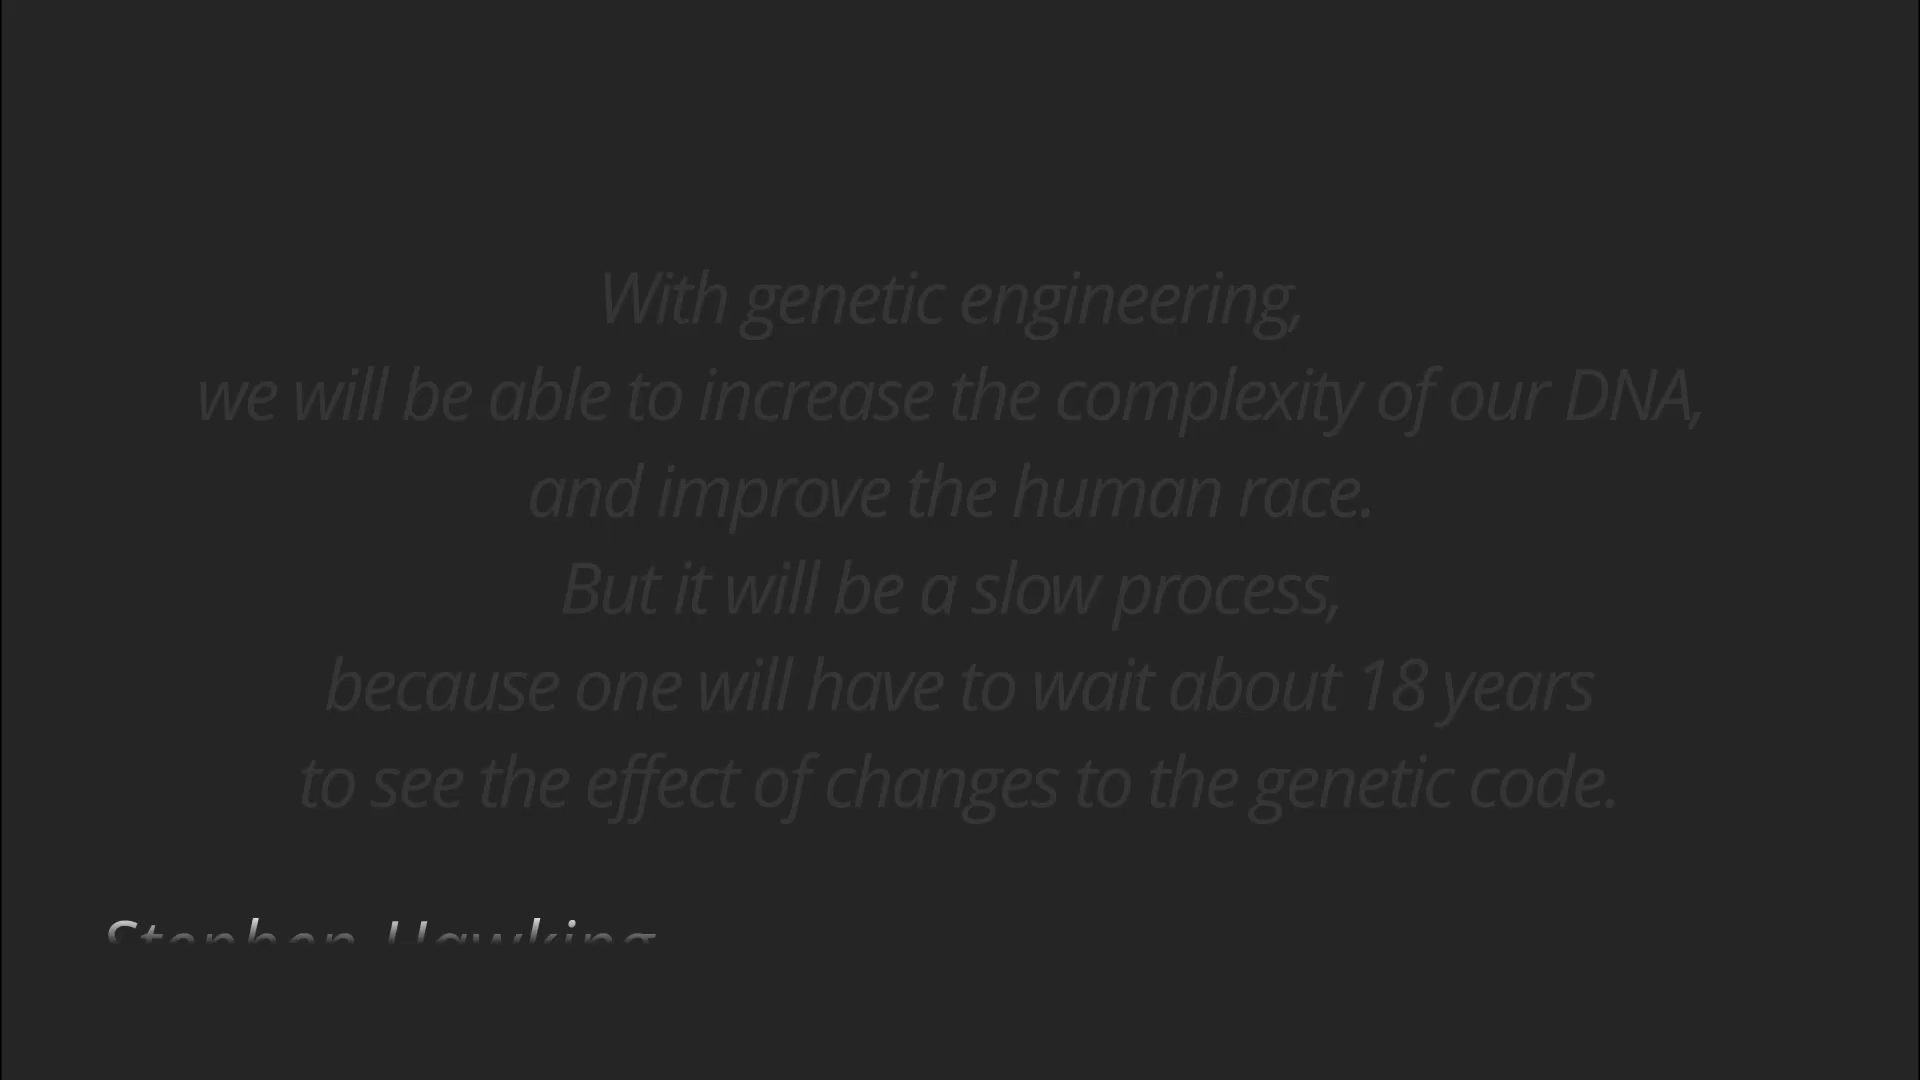 With genetic engineering,
we will be able to increase the complexity of our DNA,
and improve the human race.
But it will be a slow process,
because one will have to wait about 18 years
to see the effect of changes to the genetic code.
Stephen Hawking